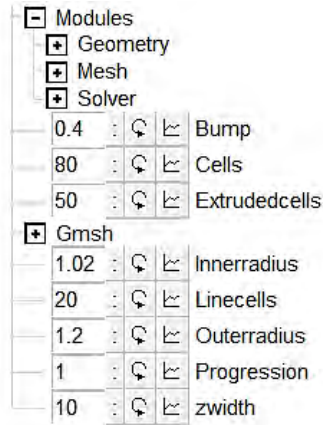 Modules
Geometry
Mesh
Solver
0.4 : Bump
80 : Cells
50 : Extrudedcells
Gmsh
1.02 : Innerradius
20 : Linecells
1.2 : Outerradius
1 : Progression
10 : zwidth